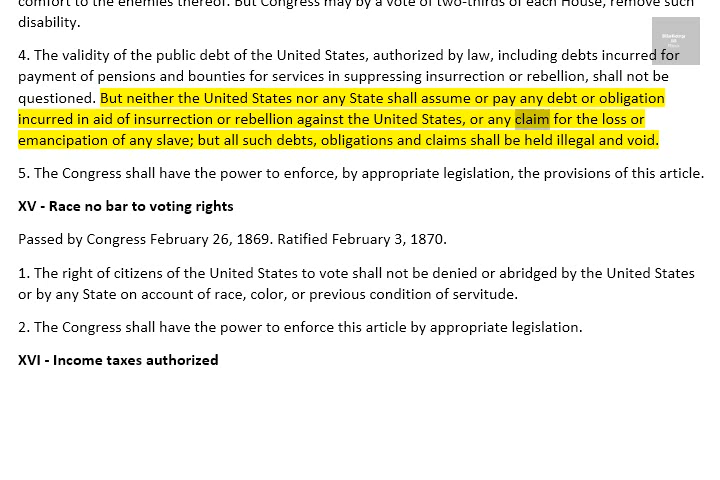 comfort to the enemies thereof. But Congress may by a vote of two-thirds of each House, remove such
disability.
4. The validity of the public debt of the United States, authorized by law, including debts incurred for
payment of pensions and bounties for services in suppressing insurrection or rebellion, shall not be
questioned. But neither the United States nor any State shall assume or pay any debt or obligation
incurred in aid of insurrection or rebellion against the United States, or any claim for the loss or
emancipation of any slave; but all such debts, obligations and claims shall be held illegal and void.
5. The Congress shall have the power to enforce, by appropriate legislation, the provisions of this article.
XV - Race no bar to voting rights
Passed by Congress February 26, 1869. Ratified February 3, 1870.
1. The right of citizens of the United States to vote shall not be denied or abridged by the United States
or by any State on account of race, color, or previous condition of servitude.
2. The Congress shall have the power to enforce this article by appropriate legislation.
XVI - Income taxes authorized